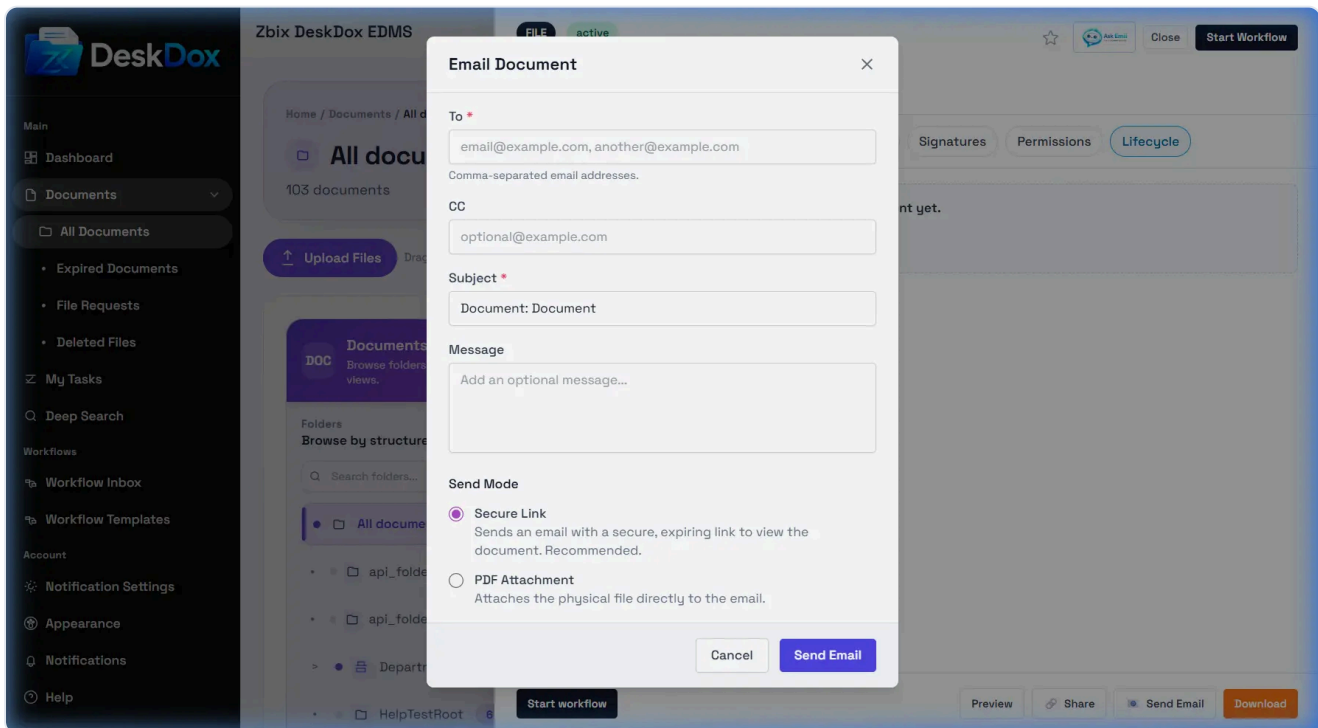 DeskDox
Main
Dashboard
Documents
All Documents
Expired Documents
File Requests
Deleted Files
My Tasks
Deep Search
Workflows
Workflow Inbox
Workflow Templates
Account
Notification Settings
Appearance
Notifications
Help
Zbix DeskDox EDMS
Home / Documents / All d
All docu
103 documents
Upload Files
Drag
DOC
Documents
Browse folders
views.
Folders
Browse by structure
Search folders...
All docume
api_folde
api_folde
Departr
HelpTestRoot 6
FILE active
Ask Emi
Close
Start Workflow
Signatures
Permissions
Lifecycle
nt yet.
Email Document
To *
email@example.com, another@example.com
Comma-separated email addresses.
CC
optional@example.com
Subject *
Document: Document
Message
Add an optional message...
Send Mode
Secure Link
Sends an email with a secure, expiring link to view the
document. Recommended.
PDF Attachment
Attaches the physical file directly to the email.
Cancel
Send Email
Start workflow
Preview
Share
Send Email
Download